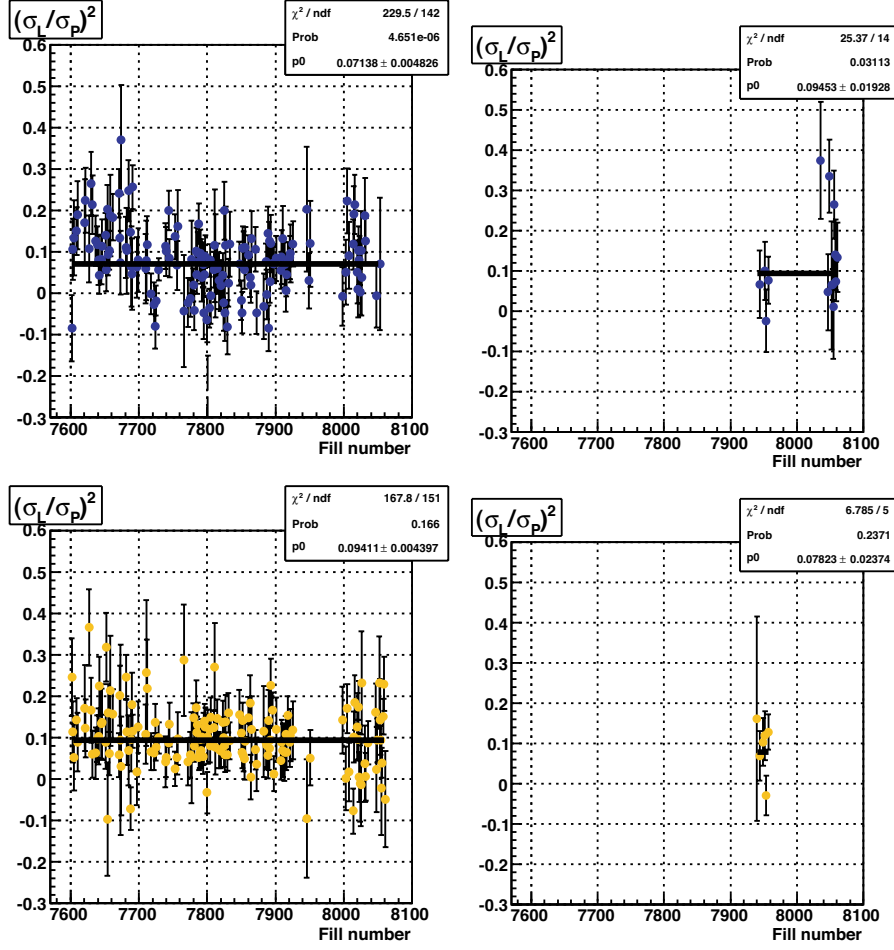 (σL/σP)²
χ² / ndf 229.5 / 142
Prob 4.651e-06
p0 0.07138 ± 0.004826
0.6
0.5
0.4
0.3
0.2
0.1
0
-0.1
-0.2
-0.3
7600 7700 7800 7900 8000 8100
Fill number
(σL/σP)²
χ² / ndf 25.37 / 14
Prob 0.03113
p0 0.09453 ± 0.01928
0.6
0.5
0.4
0.3
0.2
0.1
0
-0.1
-0.2
-0.3
7600 7700 7800 7900 8000 8100
Fill number
(σL/σP)²
χ² / ndf 167.8 / 151
Prob 0.166
p0 0.09411 ± 0.004397
0.6
0.5
0.4
0.3
0.2
0.1
0
-0.1
-0.2
-0.3
7600 7700 7800 7900 8000 8100
Fill number
(σL/σP)²
χ² / ndf 6.785 / 5
Prob 0.2371
p0 0.07823 ± 0.02374
0.6
0.5
0.4
0.3
0.2
0.1
0
-0.1
-0.2
-0.3
7600 7700 7800 7900 8000 8100
Fill number